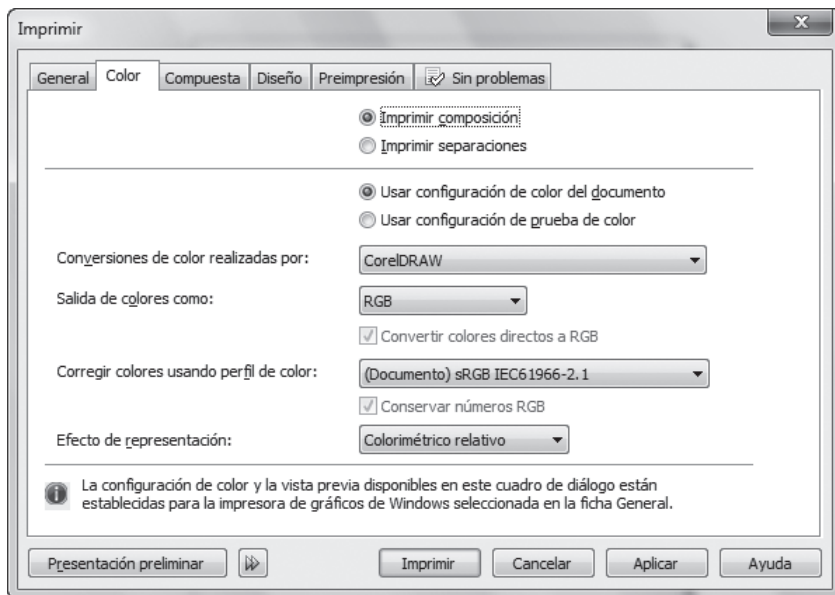 Imprimir
General Color Compuesta Diseño Preimpresión Sin problemas
Imprimir composición
Imprimir separaciones
Usar configuración de color del documento
Usar configuración de prueba de color
Conversiones de color realizadas por: CorelDRAW
Salida de colores como: RGB
Convertir colores directos a RGB
Corregir colores usando perfil de color: (Documento) sRGB IEC61966-2.1
Conservar números RGB
Efecto de representación: Colorimétrico relativo
La configuración de color y la vista previa disponibles en este cuadro de diálogo están
establecidas para la impresora de gráficos de Windows seleccionada en la ficha General.
Presentación preliminar Imprimir Cancelar Aplicar Ayuda